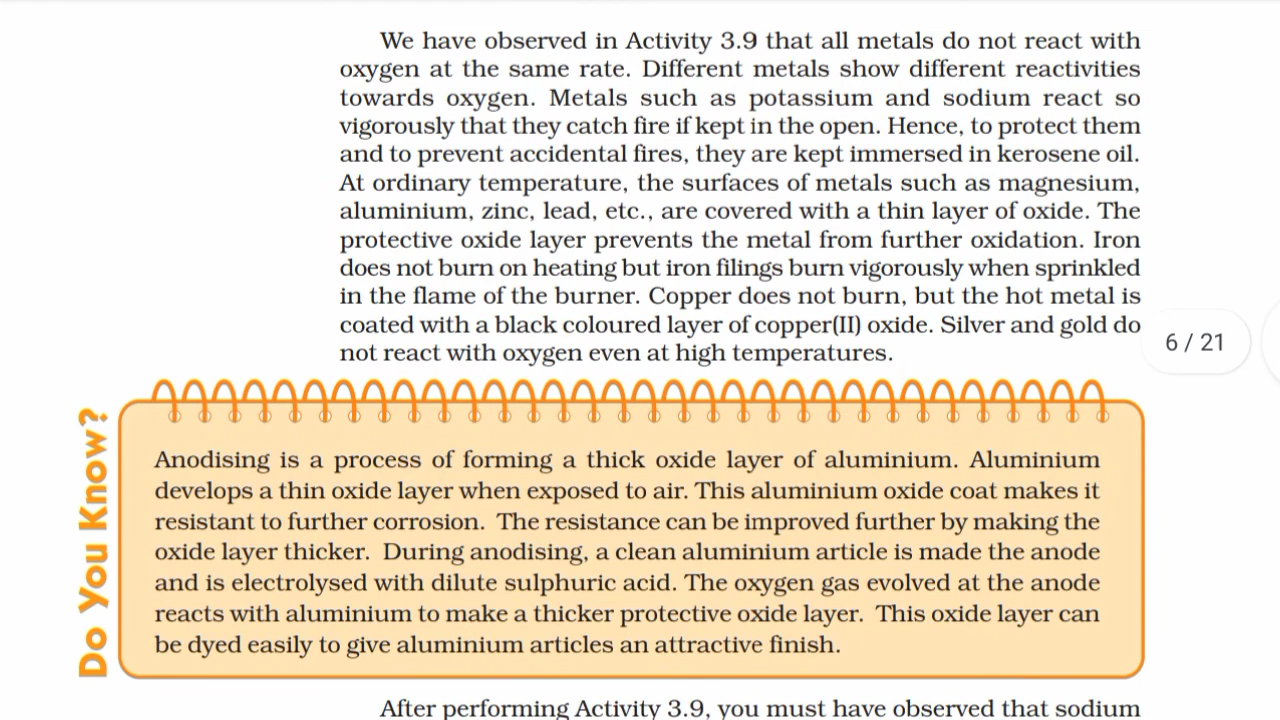 We have observed in Activity 3.9 that all metals do not react with
oxygen at the same rate. Different metals show different reactivities
towards oxygen. Metals such as potassium and sodium react so
vigorously that they catch fire if kept in the open. Hence, to protect them
and to prevent accidental fires, they are kept immersed in kerosene oil.
At ordinary temperature, the surfaces of metals such as magnesium,
aluminium, zinc, lead, etc., are covered with a thin layer of oxide. The
protective oxide layer prevents the metal from further oxidation. Iron
does not burn on heating but iron filings burn vigorously when sprinkled
in the flame of the burner. Copper does not burn, but the hot metal is
coated with a black coloured layer of copper(II) oxide. Silver and gold do
not react with oxygen even at high temperatures.
6 / 21
Do You Know?
Anodising is a process of forming a thick oxide layer of aluminium. Aluminium
develops a thin oxide layer when exposed to air. This aluminium oxide coat makes it
resistant to further corrosion. The resistance can be improved further by making the
oxide layer thicker. During anodising, a clean aluminium article is made the anode
and is electrolysed with dilute sulphuric acid. The oxygen gas evolved at the anode
reacts with aluminium to make a thicker protective oxide layer. This oxide layer can
be dyed easily to give aluminium articles an attractive finish.
After performing Activity 3.9, you must have observed that sodium